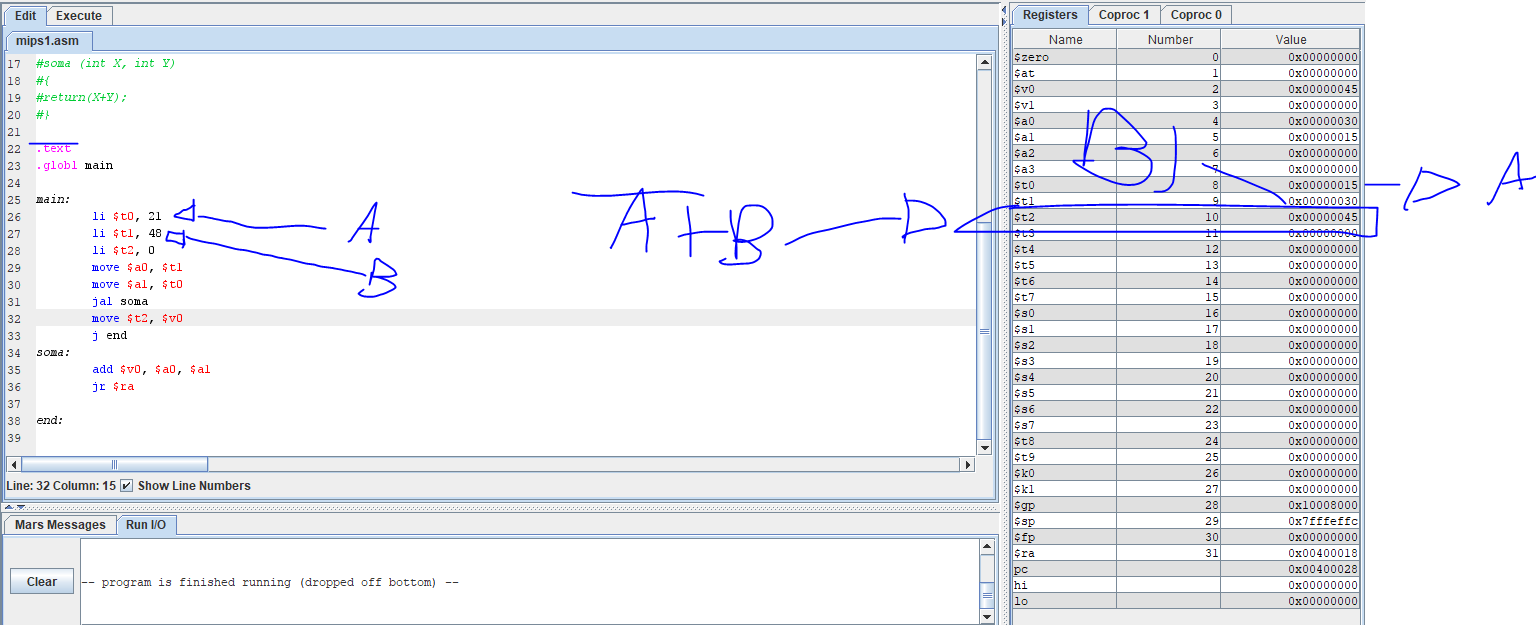 Edit Execute
mips1.asm
17 #soma (int X, int Y)
18 #{
19 #return(X+Y);
20 #}
21
22 .text
23 .globl main
24
25 main:
26 li $t0, 21
27 li $t1, 48
28 li $t2, 0
29 move $a0, $t1
30 move $a1, $t0
31 jal soma
32 move $t2, $v0
33 j end
34 soma:
35 add $v0, $a0, $a1
36 jr $ra
37
38 end:
39
A
B
A+B
Line: 32 Column: 15 Show Line Numbers
Mars Messages Run I/O
Clear
-- program is finished running (dropped off bottom) --
Registers Coproc 1 Coproc 0
Name Number Value
$zero 0 0x00000000
$at 1 0x00000000
$v0 2 0x00000045
$v1 3 0x00000000
$a0 4 0x00000030
$a1 5 0x00000015
$a2 6 0x00000000
$a3 7 0x00000000
$t0 8 0x00000015
$t1 9 0x00000030
$t2 10 0x00000045
$t3 11 0x00000000
$t4 12 0x00000000
$t5 13 0x00000000
$t6 14 0x00000000
$t7 15 0x00000000
$s0 16 0x00000000
$s1 17 0x00000000
$s2 18 0x00000000
$s3 19 0x00000000
$s4 20 0x00000000
$s5 21 0x00000000
$s6 22 0x00000000
$s7 23 0x00000000
$t8 24 0x00000000
$t9 25 0x00000000
$k0 26 0x00000000
$k1 27 0x00000000
$gp 28 0x10008000
$sp 29 0x7fffeffc
$fp 30 0x00000000
$ra 31 0x00400018
pc 0x00400028
hi 0x00000000
lo 0x00000000
B
A